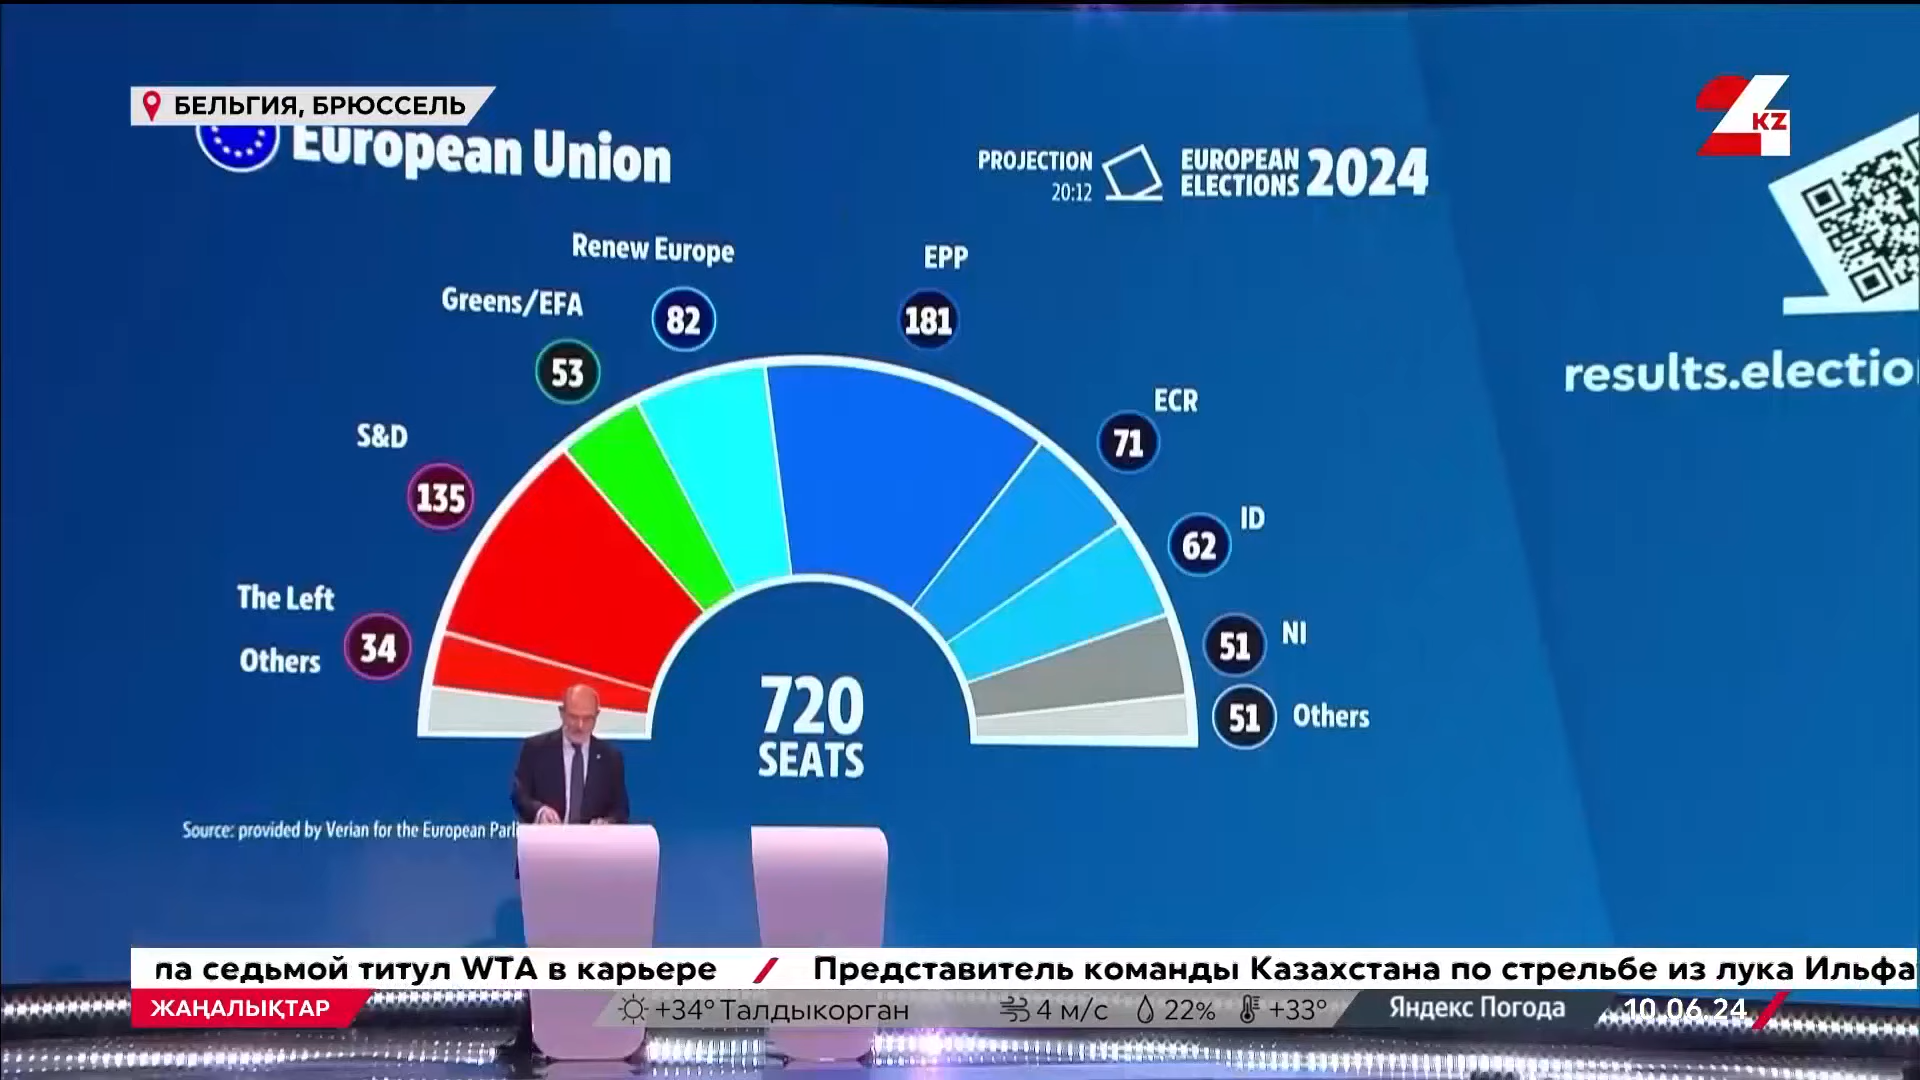 БЕЛЬГИЯ, БРЮССЕЛЬ
24
KZ
European Union
PROJECTION
20:12
EUROPEAN
ELECTIONS 2024
Renew Europe
EPP
Greens/EFA
82
181
53
results.electio
ECR
S&D
71
135
ID
62
The Left
NI
34
51
Others
51
Others
720
SEATS
Source: provided by Verian for the European Parl
ла седьмой титул WTA в карьере / Представитель команды Казахстана по стрельбе из лука Ильфа
ЖАҢАЛЫҚТАР
+34° Талдыкорган
4 м/с
22%
+33°
Яндекс Погода
10.06.24